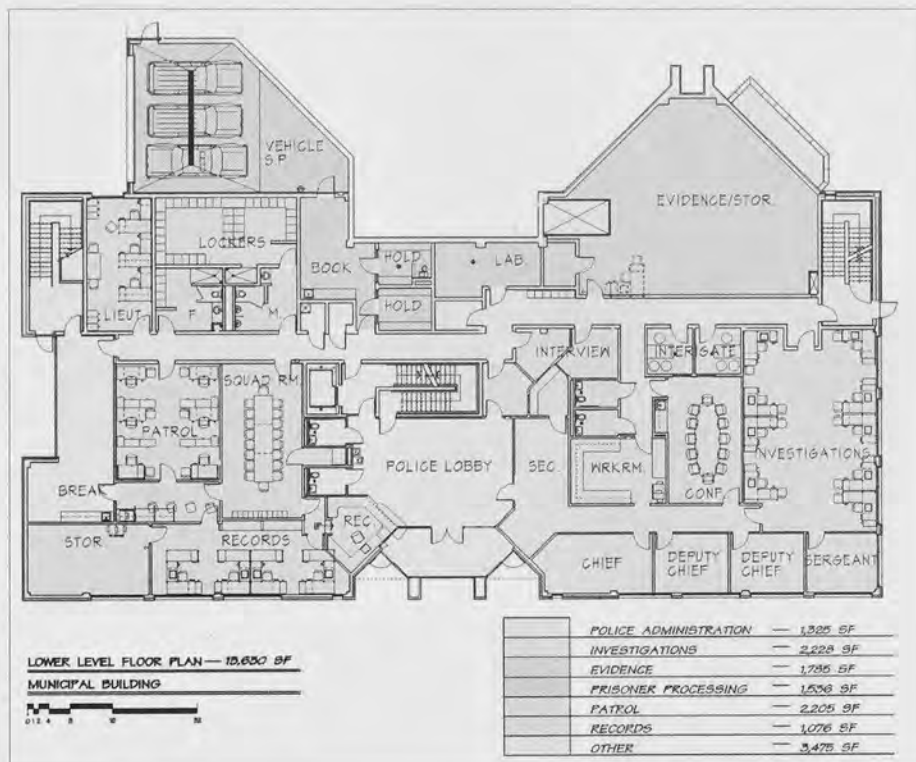 VEHICLE
S.P.
EVIDENCE/STOR.
LOCKERS
HOLD
LAB.
BOOK
HOLD
LIEUT
F
M
INTERVIEW
INTERIGATE
SQUAD RM.
PATROL
POLICE LOBBY
SEC.
WRKRM.
CONF.
INVESTIGATIONS
BREAK
STOR
RECORDS
REC.
CHIEF
DEPUTY
CHIEF
DEPUTY
CHIEF
SERGEANT
LOWER LEVEL FLOOR PLAN — 13,630 SF
MUNICIPAL BUILDING
POLICE ADMINISTRATION — 1,325 SF
INVESTIGATIONS — 2,228 SF
EVIDENCE — 1,785 SF
PRISONER PROCESSING — 1,536 SF
PATROL — 2,205 SF
RECORDS — 1,076 SF
OTHER — 3,475 SF